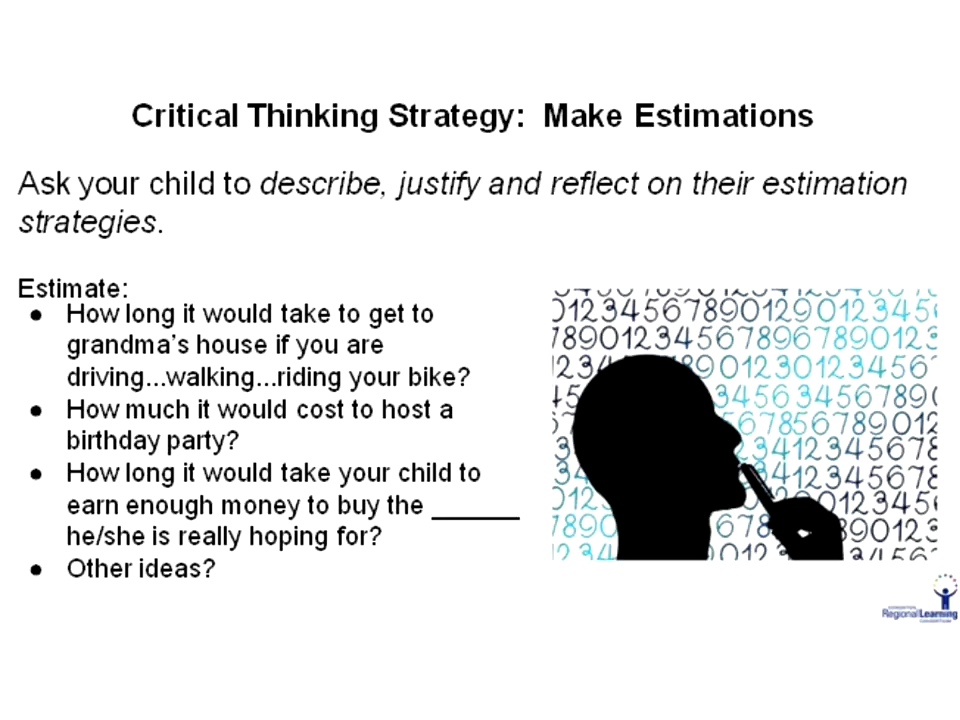 Critical Thinking Strategy:  Make Estimations
Ask your child to describe, justify and reflect on their estimation
strategies.
Estimate:
● How long it would take to get to
grandma's house if you are
driving...walking...riding your bike?
● How much it would cost to host a
birthday party?
● How long it would take your child to
earn enough money to buy the ______
he/she is really hoping for?
● Other ideas?
Regional Learning